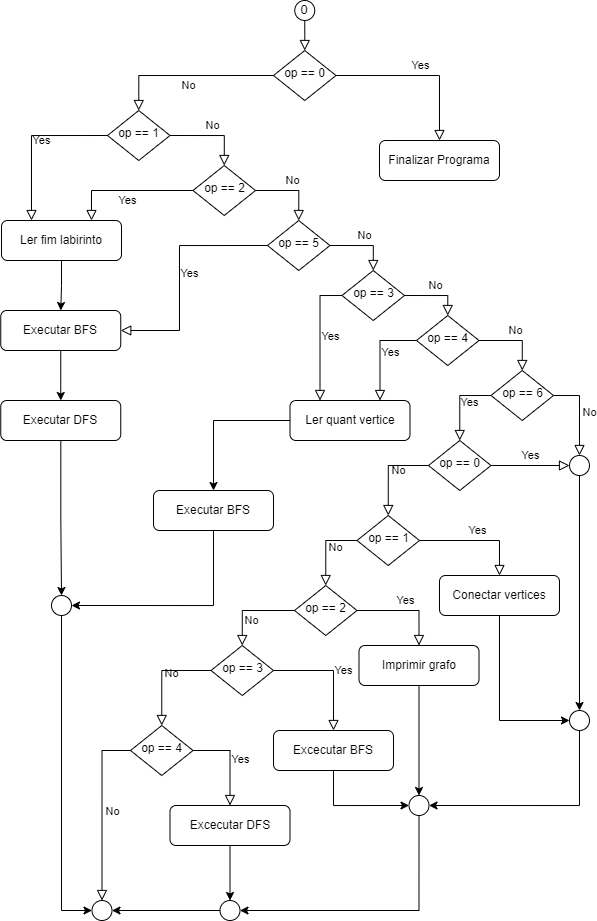 0
op == 0
Yes
No
op == 1
No
Yes
Finalizar Programa
op == 2
No
Yes
Ler fim labirinto
op == 5
No
Yes
op == 3
No
Executar BFS
Yes
op == 4
No
Yes
op == 6
Yes
No
Executar DFS
Ler quant vertice
op == 0
Yes
No
Executar BFS
op == 1
Yes
No
Conectar vertices
op == 2
Yes
No
op == 3
Imprimir grafo
Yes
No
op == 4
Excecutar BFS
Yes
No
Excecutar DFS